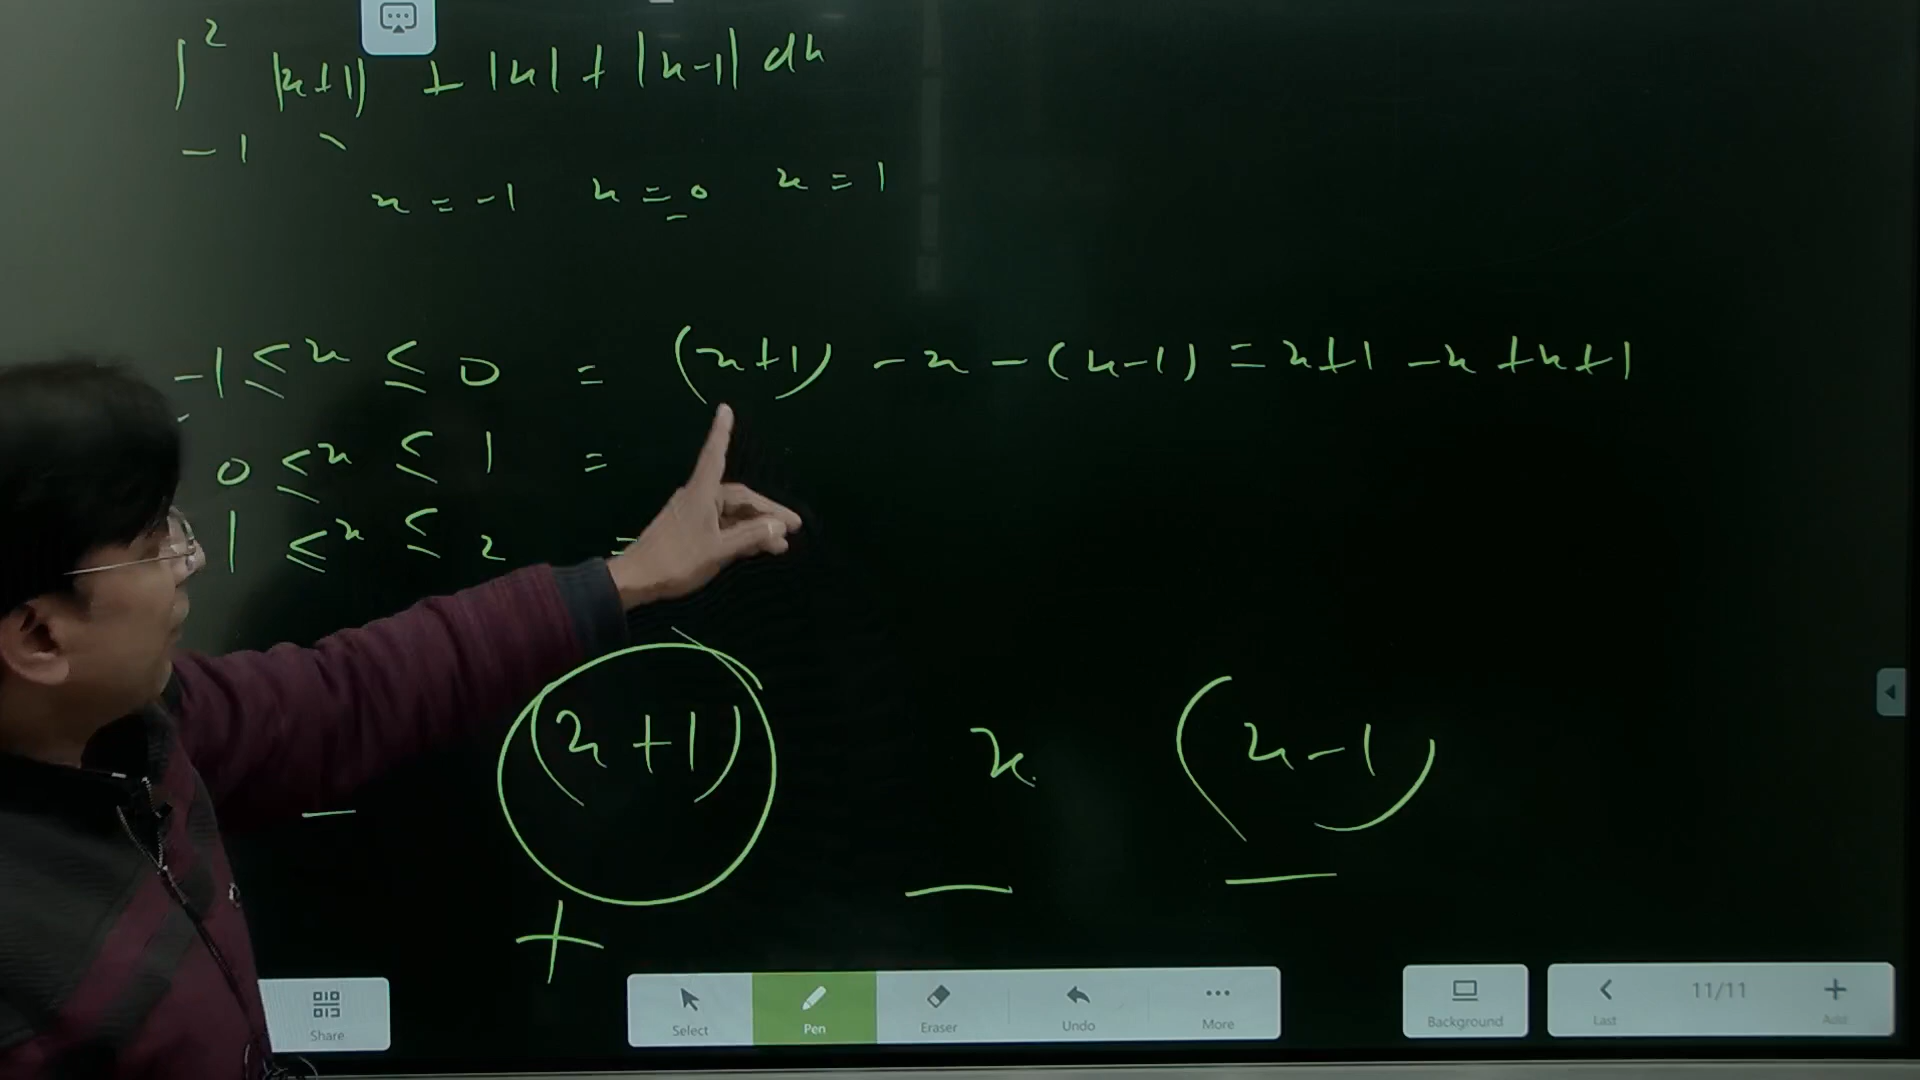 ∫ 2 |x+1| + |x| + |x-1| dx
-1
x = -1 x = 0 x = 1
-1 ≤ x ≤ 0 = (x+1) - x - (x-1) = x+1 - x + x + 1
0 ≤ x ≤ 1 =
1 ≤ x ≤ 2 =
(x+1) x (x-1)
-
+ - -
Share
Select
Pen
Eraser
Undo
More
Background
Last
11/11
Add